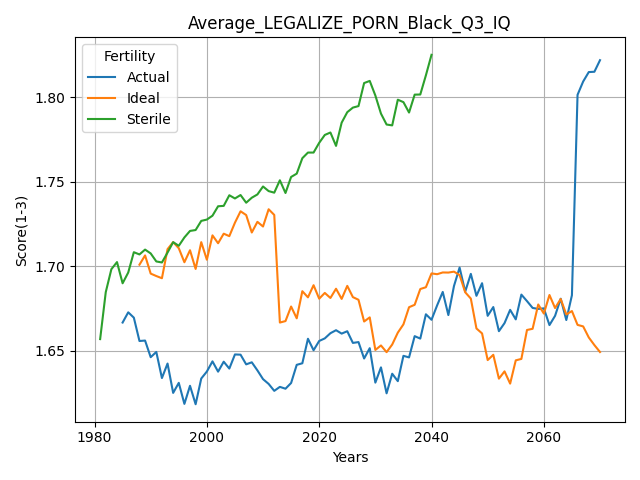 Average_LEGALIZE_PORN_Black_Q3_IQ
Fertility
Actual
Ideal
Sterile
Score(1-3)
1.80
1.75
1.70
1.65
1980
2000
2020
2040
2060
Years